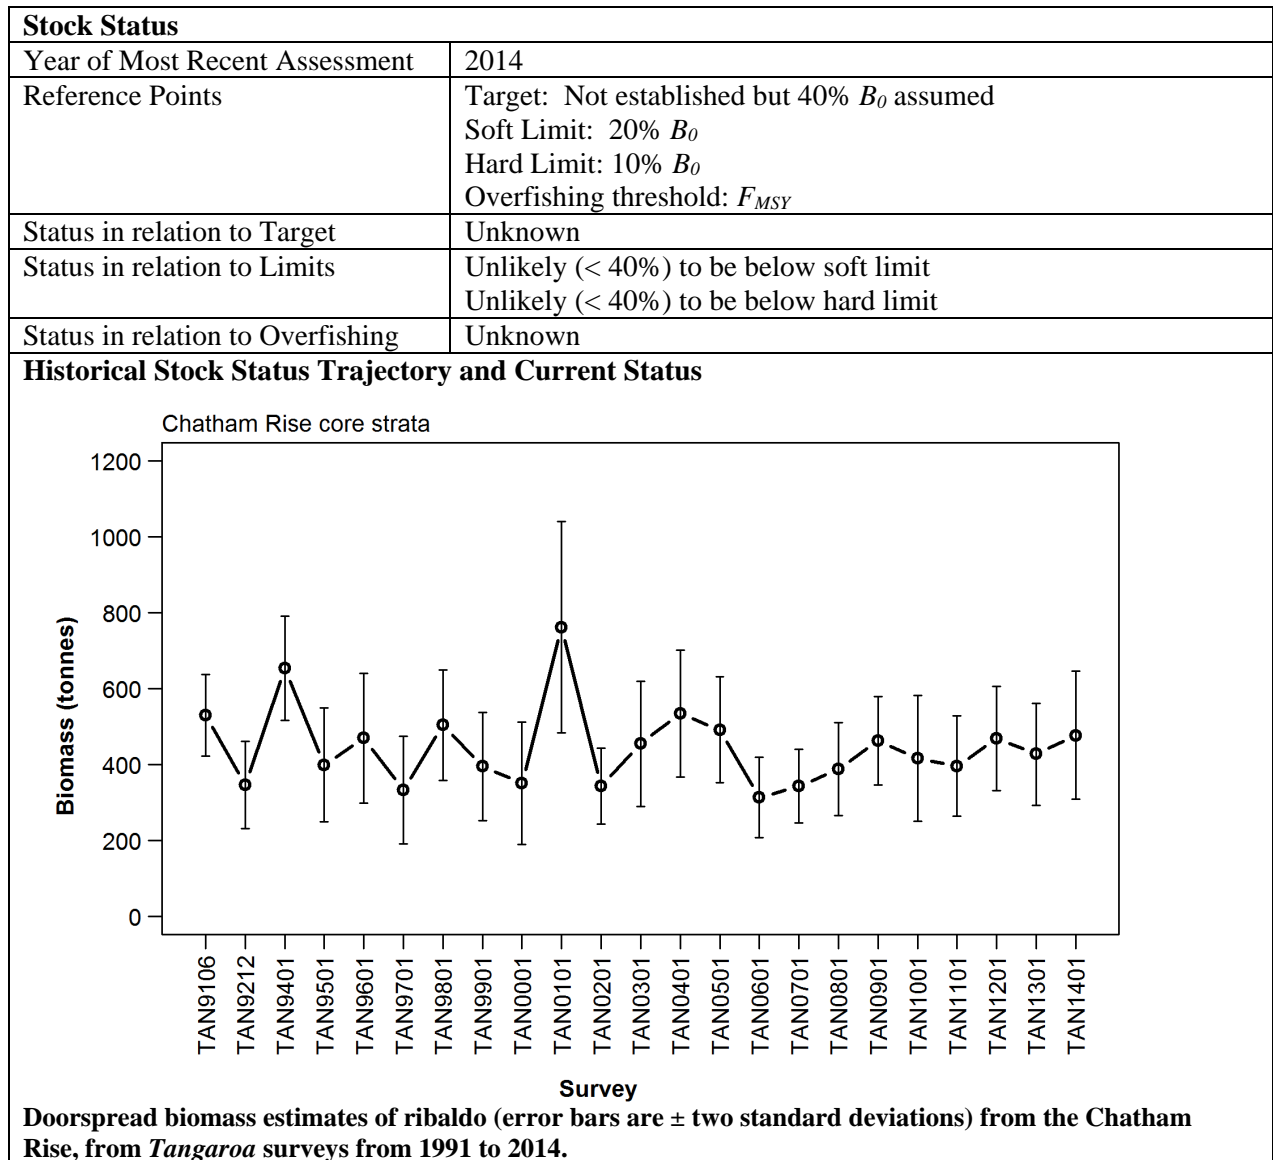 Stock Status
Year of Most Recent Assessment 2014
Reference Points Target: Not established but 40% B0 assumed
Soft Limit: 20% B0
Hard Limit: 10% B0
Overfishing threshold: FMSY
Status in relation to Target Unknown
Status in relation to Limits Unlikely (< 40%) to be below soft limit
Unlikely (< 40%) to be below hard limit
Status in relation to Overfishing Unknown
Historical Stock Status Trajectory and Current Status
Chatham Rise core strata
1200
1000
800
600
400
200
0
Biomass (tonnes)
TAN9106
TAN9212
TAN9401
TAN9501
TAN9601
TAN9701
TAN9801
TAN9901
TAN0001
TAN0101
TAN0201
TAN0301
TAN0401
TAN0501
TAN0601
TAN0701
TAN0801
TAN0901
TAN1001
TAN1101
TAN1201
TAN1301
TAN1401
Survey
Doorspread biomass estimates of ribaldo (error bars are ± two standard deviations) from the Chatham
Rise, from Tangaroa surveys from 1991 to 2014.